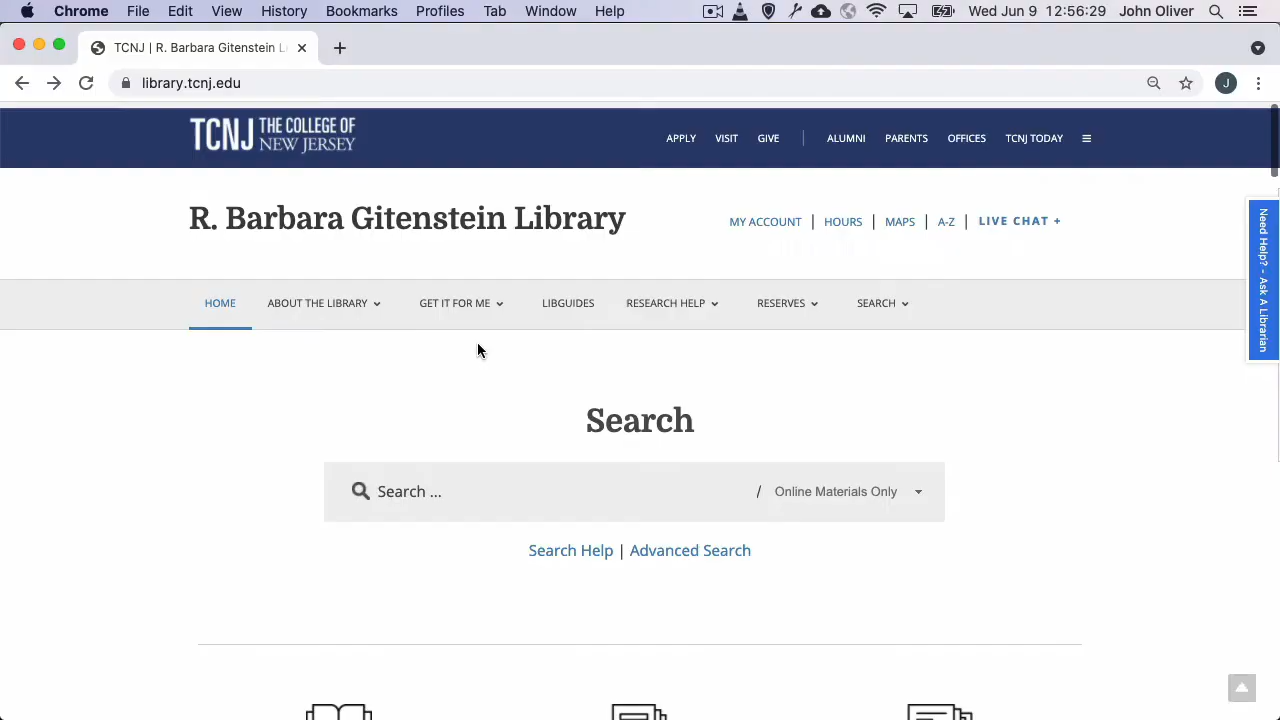 Chrome File Edit View History Bookmarks Profiles Tab Window Help Wed Jun 9 12:56:29 John Oliver
TCNJ | R. Barbara Gitenstein L
library.tcnj.edu J
TCNJ THE COLLEGE OF NEW JERSEY
APPLY VISIT GIVE | ALUMNI PARENTS OFFICES TCNJ TODAY
R. Barbara Gitenstein Library
MY ACCOUNT | HOURS | MAPS | A-Z | LIVE CHAT +
Need Help? - Ask A Librarian
HOME ABOUT THE LIBRARY GET IT FOR ME LIBGUIDES RESEARCH HELP RESERVES SEARCH
Search
Search ... / Online Materials Only
Search Help | Advanced Search